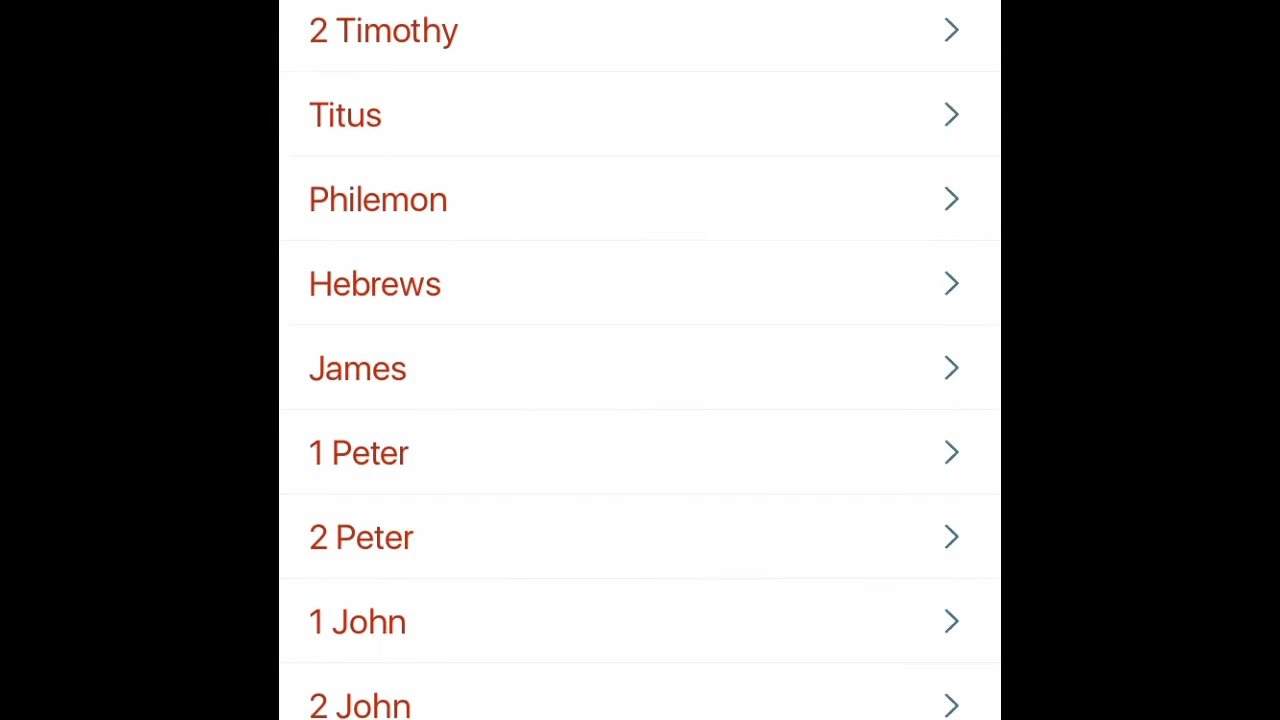 2 Timothy
Titus
Philemon
Hebrews
James
1 Peter
2 Peter
1 John
2 John